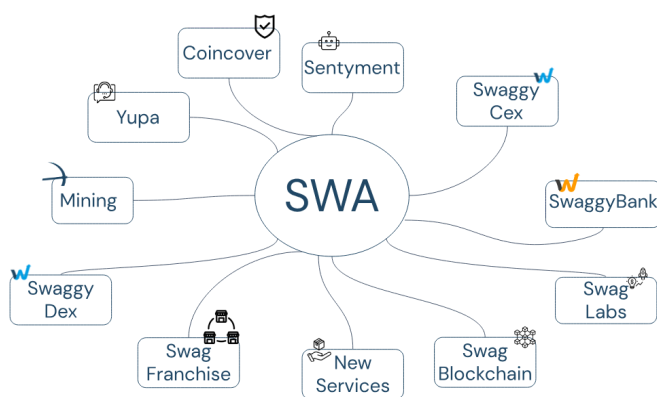 Coincover
Sentyment
Swaggy
Cex
Yupa
SWA
Mining
SwaggyBank
Swaggy
Dex
Swag
Labs
Swag
Franchise
New
Services
Swag
Blockchain